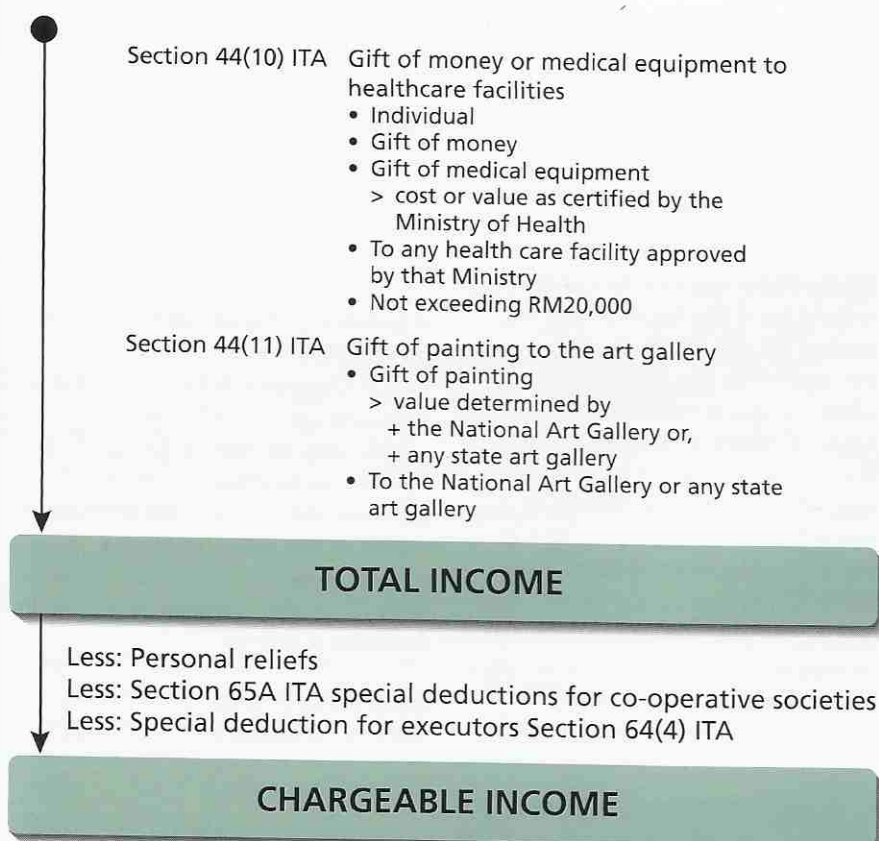 Section 44(10) ITA Gift of money or medical equipment to
healthcare facilities
• Individual
• Gift of money
• Gift of medical equipment
> cost or value as certified by the
Ministry of Health
• To any health care facility approved
by that Ministry
• Not exceeding RM20,000
Section 44(11) ITA Gift of painting to the art gallery
• Gift of painting
> value determined by
+ the National Art Gallery or,
+ any state art gallery
• To the National Art Gallery or any state
art gallery
TOTAL INCOME
Less: Personal reliefs
Less: Section 65A ITA special deductions for co-operative societies
Less: Special deduction for executors Section 64(4) ITA
CHARGEABLE INCOME